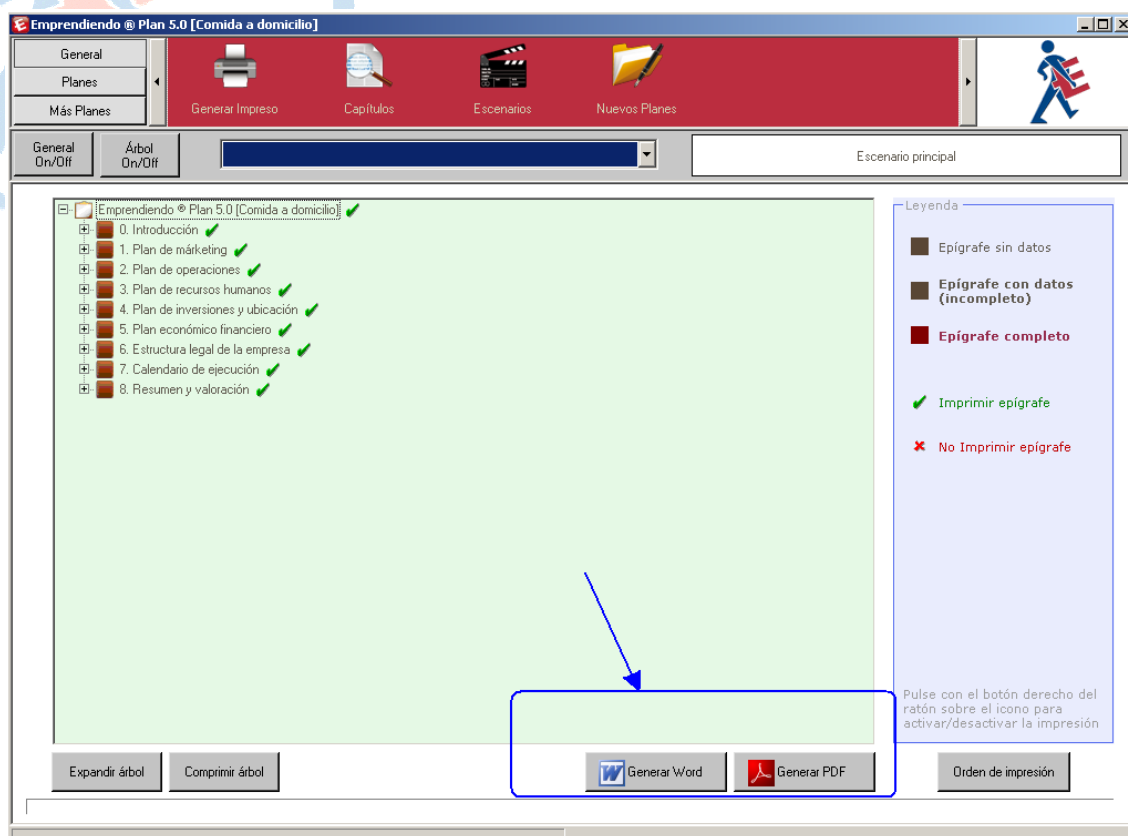 Emprendiendo ® Plan 5.0 [Comida a domicilio]
General
Planes
Más Planes
Generar Impreso
Capítulos
Escenarios
Nuevos Planes
General
On/Off
Árbol
On/Off
Escenario principal
Emprendiendo ® Plan 5.0 [Comida a domicilio]
0. Introducción
1. Plan de márketing
2. Plan de operaciones
3. Plan de recursos humanos
4. Plan de inversiones y ubicación
5. Plan económico financiero
6. Estructura legal de la empresa
7. Calendario de ejecución
8. Resumen y valoración
Leyenda
Epígrafe sin datos
Epígrafe con datos
(incompleto)
Epígrafe completo
Imprimir epígrafe
No Imprimir epígrafe
Pulse con el botón derecho del
ratón sobre el icono para
activar/desactivar la impresión
Expandir árbol
Comprimir árbol
Generar Word
Generar PDF
Orden de impresión